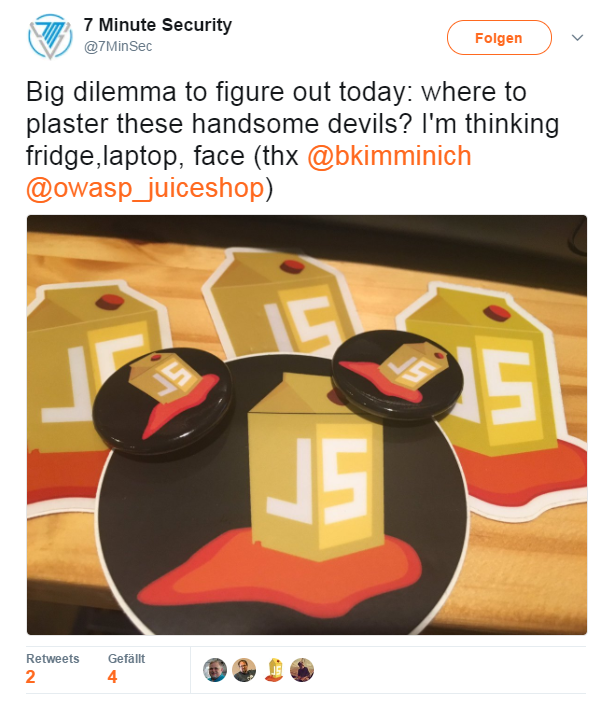 7 Minute Security
@7MinSec
Folgen
Big dilemma to figure out today: where to
plaster these handsome devils? I'm thinking
fridge,laptop, face (thx @bkimminich
@owasp_juiceshop)
JS
JS
JS
JS
JS
JS
Retweets
2
Gefällt
4
JS